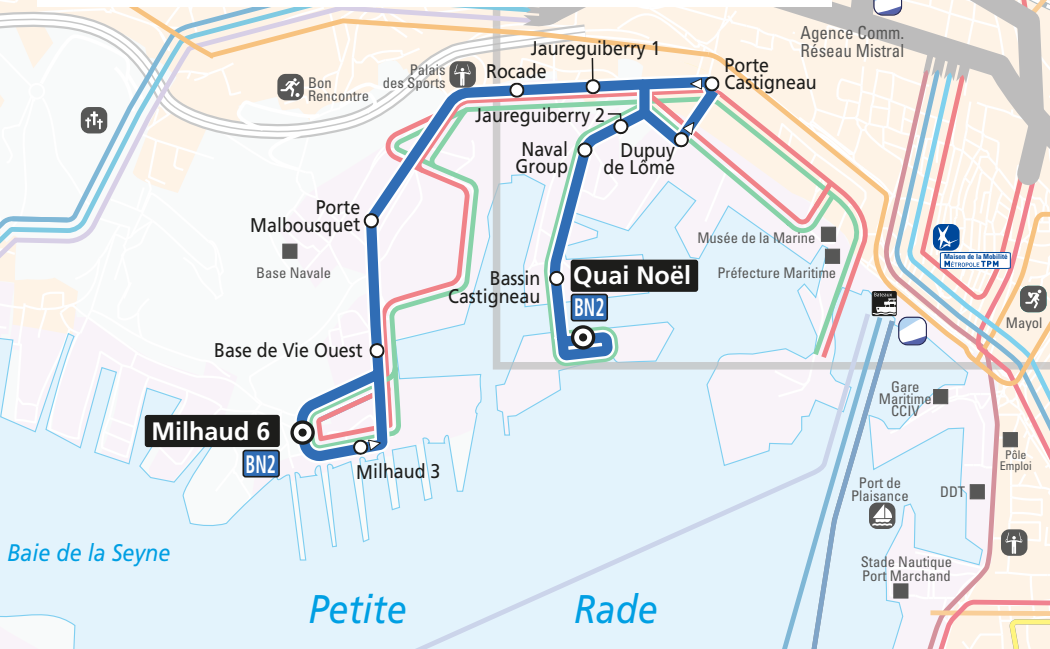 Agence Comm.
Réseau Mistral
Jaureguiberry 1
Porte
Castigneau
Palais
des Sports
Rocade
Bon
Rencontre
Jaureguiberry 2
Naval
Group
Dupuy
de Lôme
Porte
Malbousquet
Base Navale
Musée de la Marine
Préfecture Maritime
Maison de la Mobilité
MÉTROPOLE TPM
Bassin
Castigneau
Quai Noël
BN2
Bateaux
Mayol
Base de Vie Ouest
Gare
Maritime
CCIV
Milhaud 6
BN2
Milhaud 3
Pôle
Emploi
Port de
Plaisance
DDT
Baie de la Seyne
Stade Nautique
Port Marchand
Petite Rade